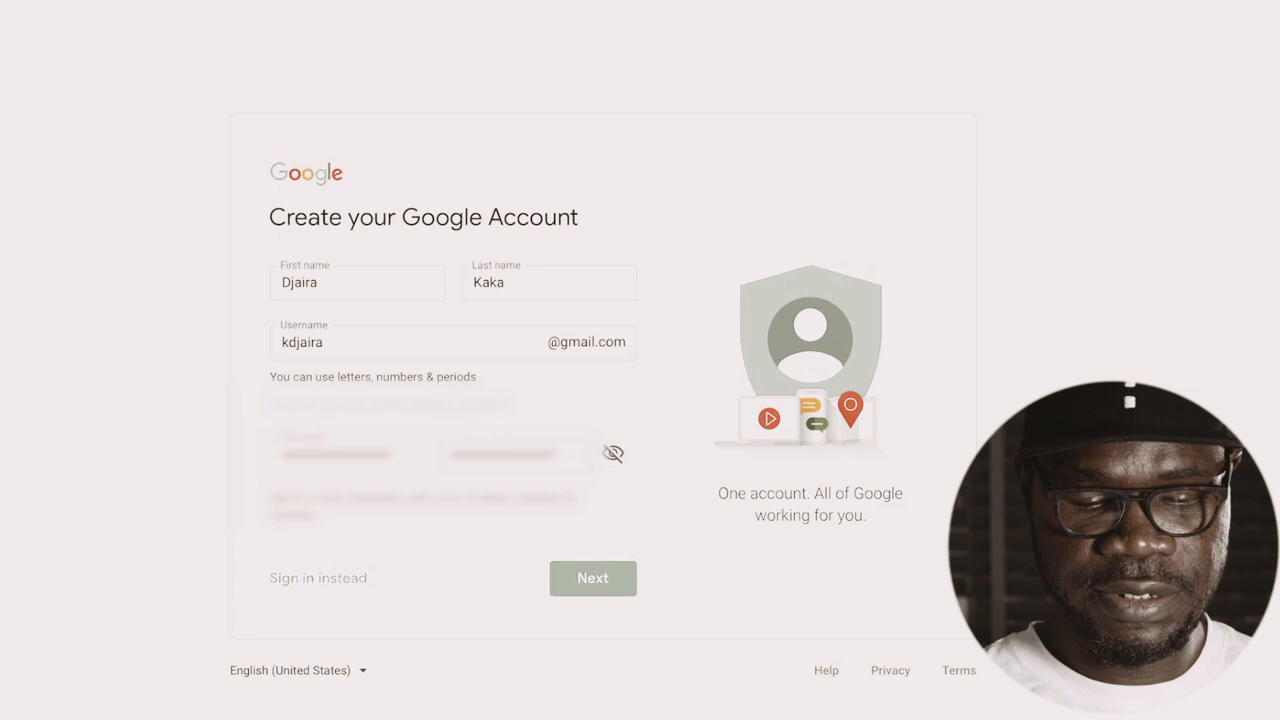 Google
Create your Google Account
First name
Last name
Djaira
Kaka
Username
kdjaira
@gmail.com
You can use letters, numbers & periods
One account. All of Google
working for you.
Sign in instead
Next
English (United States)
Help
Privacy
Terms